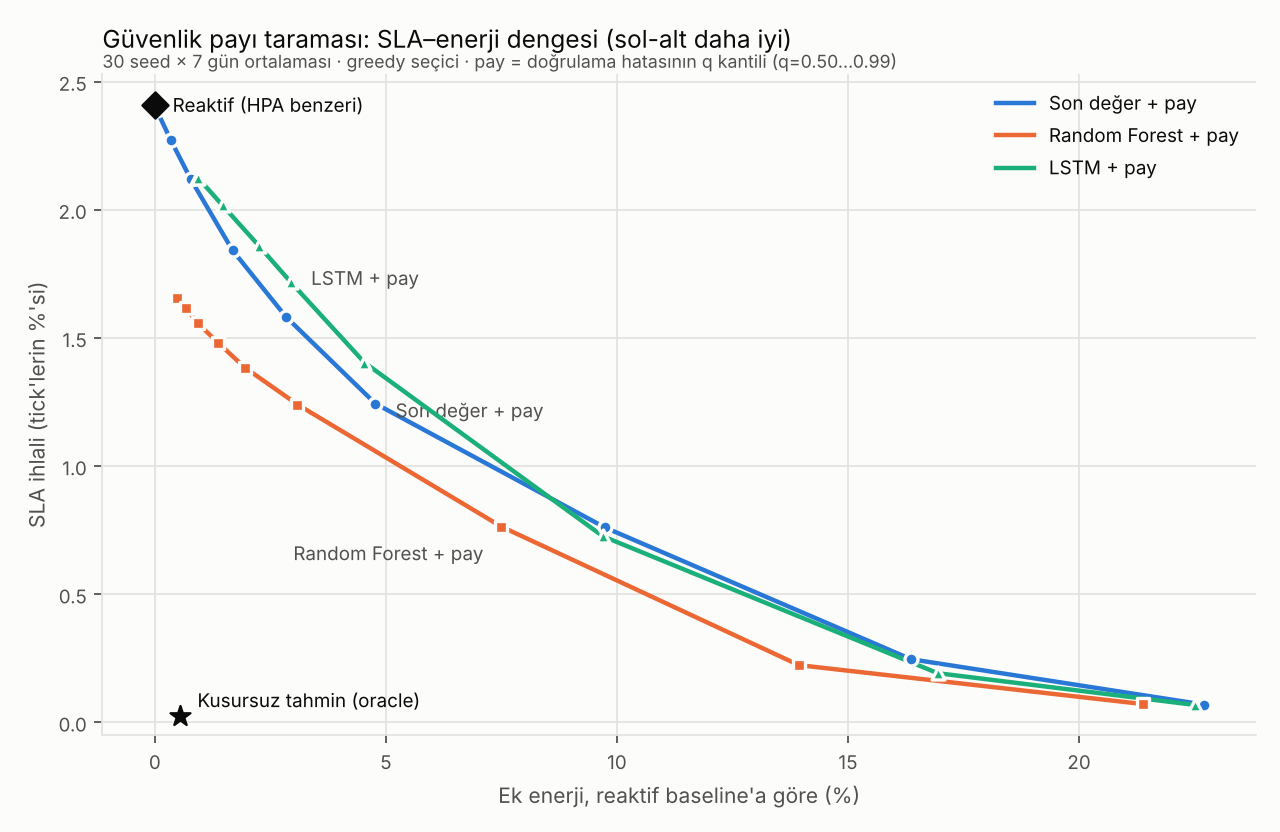 Güvenlik payı taraması: SLA–enerji dengesi (sol-alt daha iyi)
30 seed × 7 gün ortalaması · greedy seçici · pay = doğrulama hatasının q kantili (q=0.50…0.99)
Reaktif (HPA benzeri)
Son değer + pay
Random Forest + pay
LSTM + pay
LSTM + pay
Son değer + pay
Random Forest + pay
Kusursuz tahmin (oracle)
SLA ihlali (tick'lerin %'si)
2.5
2.0
1.5
1.0
0.5
0.0
0
5
10
15
20
Ek enerji, reaktif baseline'a göre (%)